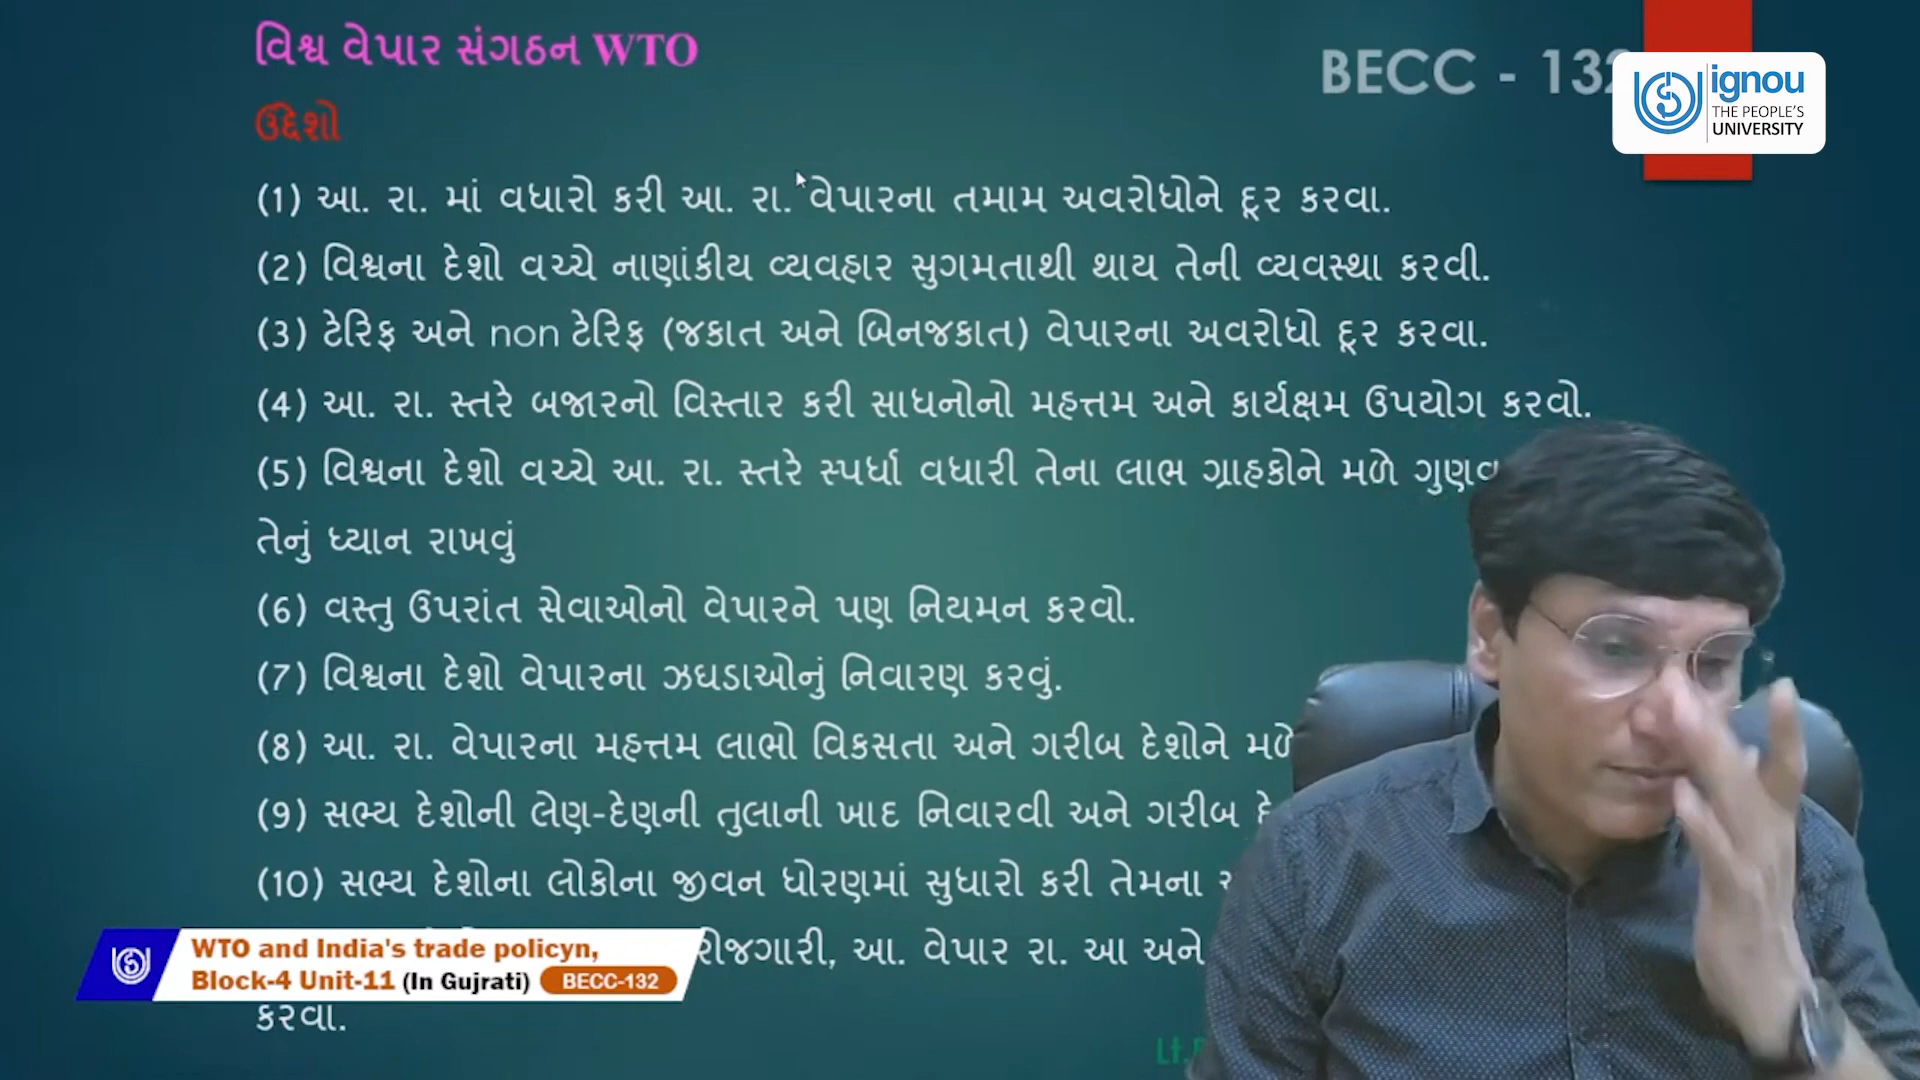 વિશ્વ વેપાર સંગઠન WTO
BECC - 132
ignou
THE PEOPLE'S
UNIVERSITY
ઉદ્દેશો
(1) આ. રા. માં વધારો કરી આ. રા. વેપારના તમામ અવરોધોને દૂર કરવા.
(2) વિશ્વના દેશો વચ્ચે નાણાંકીય વ્યવહાર સુગમતાથી થાય તેની વ્યવસ્થા કરવી.
(3) ટેરિફ અને non ટેરિફ (જકાત અને બિનજકાત) વેપારના અવરોધો દૂર કરવા.
(4) આ. રા. સ્તરે બજારનો વિસ્તાર કરી સાધનોનો મહત્તમ અને કાર્યક્ષમ ઉપયોગ કરવો.
(5) વિશ્વના દેશો વચ્ચે આ. રા. સ્તરે સ્પર્ધા વધારી તેના લાભ ગ્રાહકોને મળે
તેનું ધ્યાન રાખવું
(6) વસ્તુ ઉપરાંત સેવાઓનો વેપારને પણ નિયમન કરવો.
(7) વિશ્વના દેશો વેપારના ઝઘડાઓનું નિવારણ કરવું.
(8) આ. રા. વેપારના મહત્તમ લાભો વિકસતા અને ગરીબ દેશોને મળે
(9) સભ્ય દેશોની લેણ-દેણની તુલાની ખાદ નિવારવી અને ગરીબ
(10) સભ્ય દેશોના લોકોના જીવન ધોરણમાં સુધારો કરી તેમના
રોજગારી, આ. વેપાર રા. આ અને
કરવા.
WTO and India's trade policyn,
Block-4 Unit-11 (In Gujrati) BECC-132